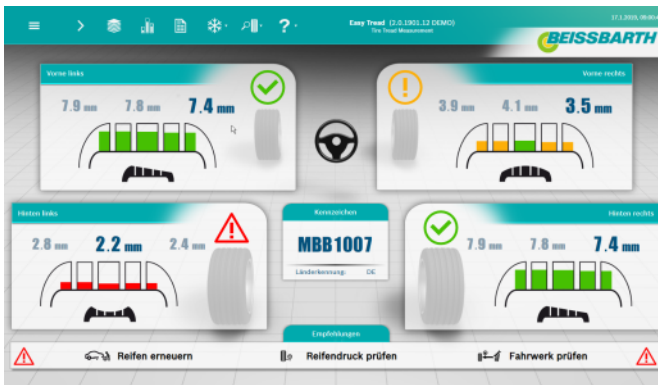 Easy Tread (2.0.1901.12 DEMO)
Tire Tread Measurement
BEISSBARTH
Vorne links
7.9 mm 7.8 mm 7.4 mm
Vorne rechts
3.9 mm 4.1 mm 3.5 mm
Hinten links
2.8 mm 2.2 mm 2.4 mm
Kennzeichen
MBB1007
Länderkennung: DE
Hinten rechts
7.9 mm 7.8 mm 7.4 mm
Empfehlungen
Reifen erneuern Reifendruck prüfen Fahrwerk prüfen